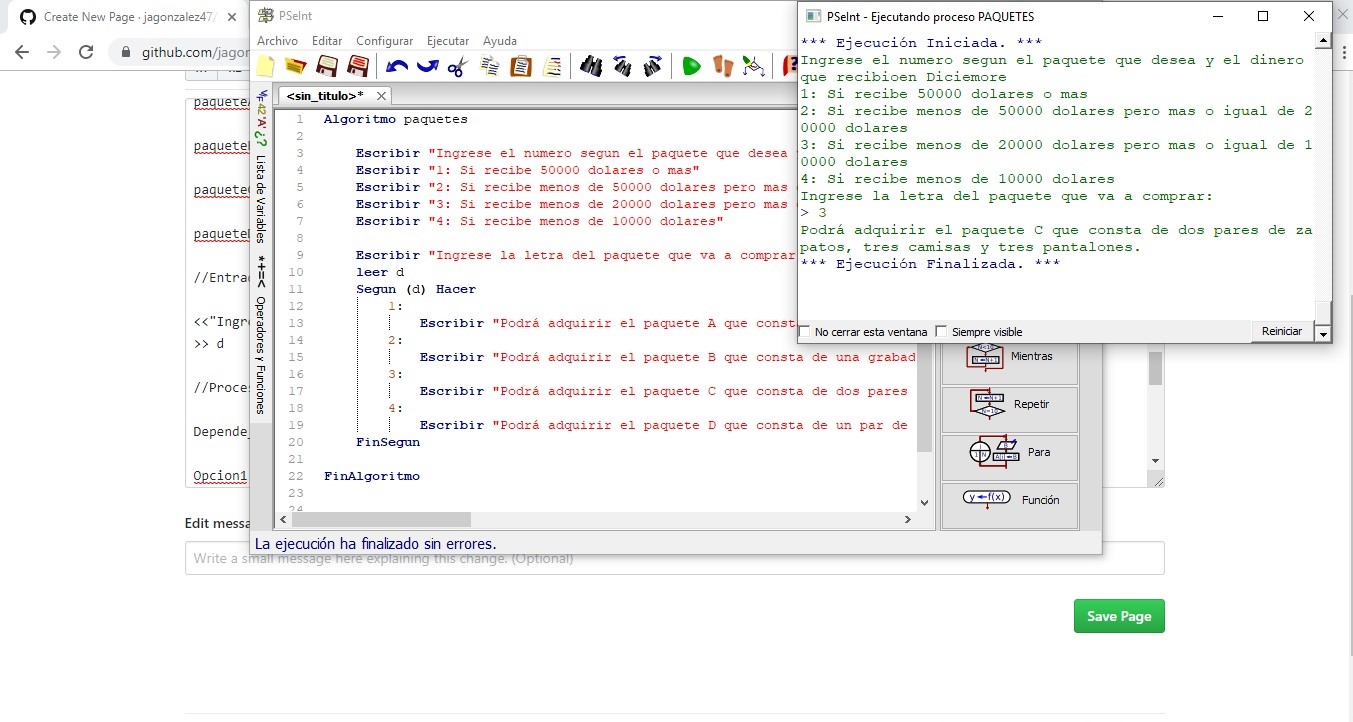 Create New Page · jagonzalez47/
github.com/jagor
paquete
paquete
paquete
paquete
//Entra
<<"Ingr
>> d
//Proce
Depende
Opcion1
Edit messa
Write a small message here explaining this change. (Optional)
Save Page
PSeInt
Archivo Editar Configurar Ejecutar Ayuda
<sin_titulo>*
Lista de Variables
*+=< Operadores y Funciones
1 Algoritmo paquetes
2
3 Escribir "Ingrese el numero segun el paquete que desea
4 Escribir "1: Si recibe 50000 dolares o mas"
5 Escribir "2: Si recibe menos de 50000 dolares pero mas
6 Escribir "3: Si recibe menos de 20000 dolares pero mas
7 Escribir "4: Si recibe menos de 10000 dolares"
8
9 Escribir "Ingrese la letra del paquete que va a comprar
10 leer d
11 Segun (d) Hacer
12 1:
13 Escribir "Podrá adquirir el paquete A que const
14 2:
15 Escribir "Podrá adquirir el paquete B que consta de una grabad
16 3:
17 Escribir "Podrá adquirir el paquete C que consta de dos pares
18 4:
19 Escribir "Podrá adquirir el paquete D que consta de un par de
20 FinSegun
21
22 FinAlgoritmo
23
24
La ejecución ha finalizado sin errores.
Mientras
Repetir
Para
y←f(x) Función
PSeInt - Ejecutando proceso PAQUETES
*** Ejecución Iniciada. ***
Ingrese el numero segun el paquete que desea y el dinero
que recibioen Diciemore
1: Si recibe 50000 dolares o mas
2: Si recibe menos de 50000 dolares pero mas o igual de 2
0000 dolares
3: Si recibe menos de 20000 dolares pero mas o igual de 1
0000 dolares
4: Si recibe menos de 10000 dolares
Ingrese la letra del paquete que va a comprar:
> 3
Podrá adquirir el paquete C que consta de dos pares de za
patos, tres camisas y tres pantalones.
*** Ejecución Finalizada. ***
No cerrar esta ventana
Siempre visible
Reiniciar